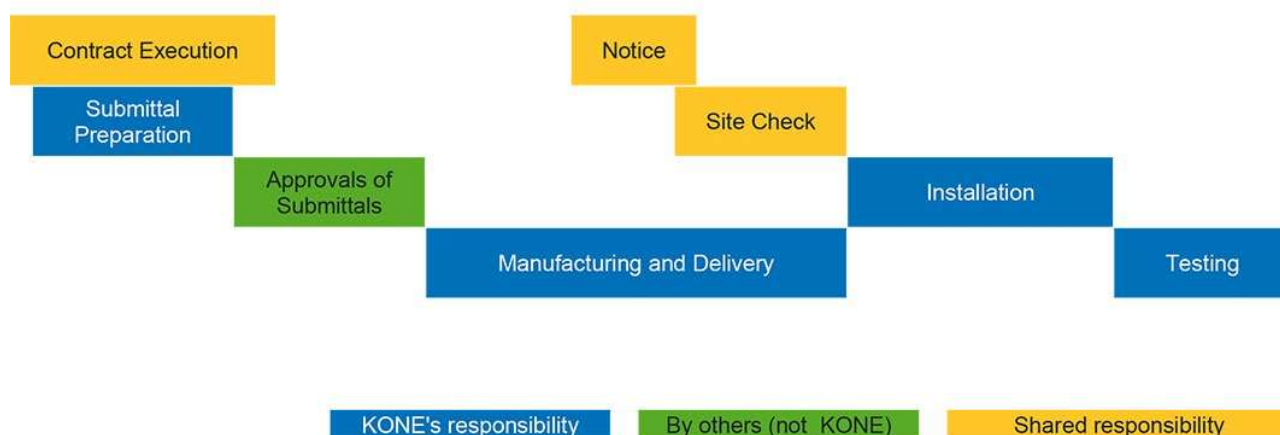 Contract Execution
Notice
Submittal
Preparation
Site Check
Approvals of
Submittals
Installation
Manufacturing and Delivery
Testing
KONE's responsibility
By others (not KONE)
Shared responsibility